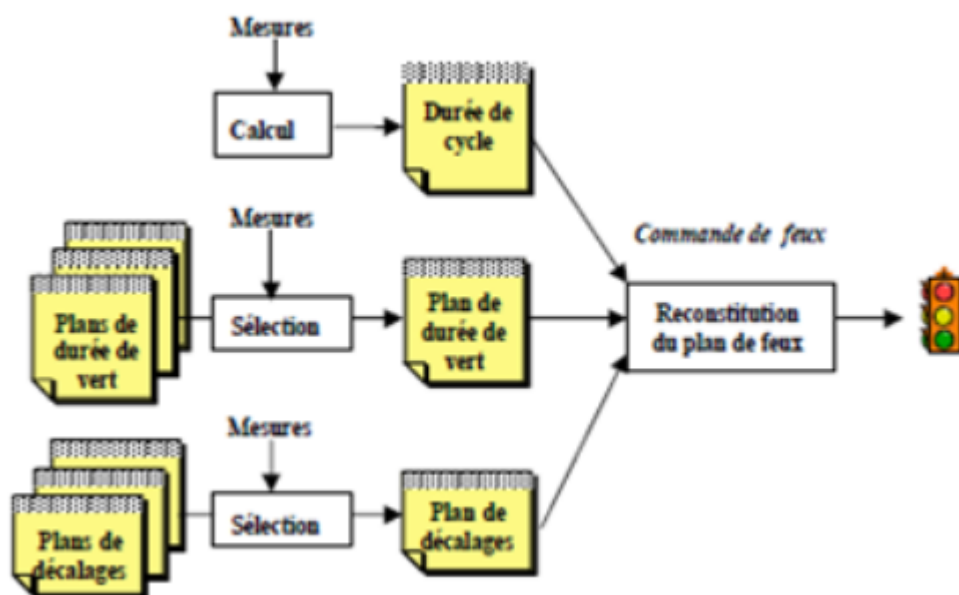 Mesures
Calcul
Durée de
cycle
Mesures
Commande de feux
Plans de
durée de
vert
Sélection
Plan de
durée de
vert
Reconstitution
du plan de feux
Mesures
Plans de
décalages
Sélection
Plan de
décalages